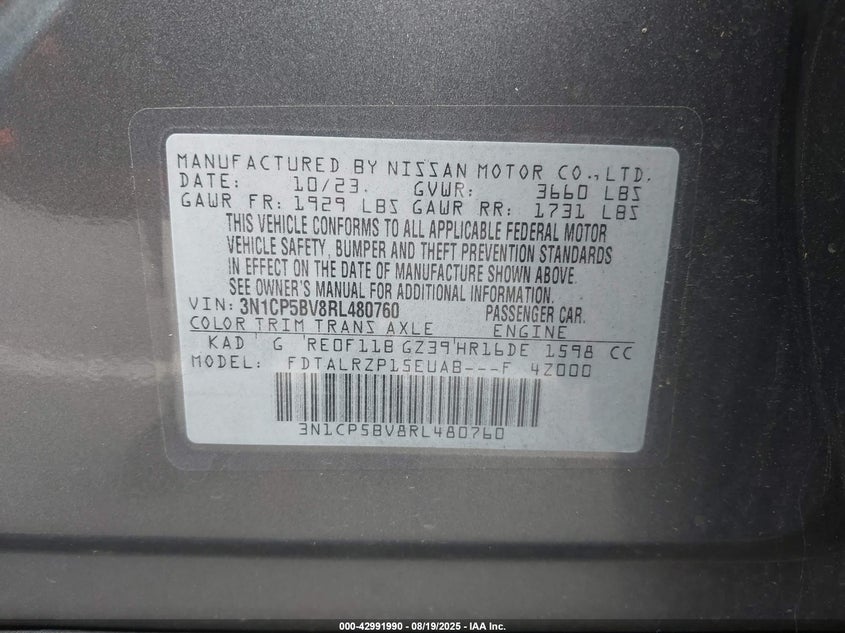 MANUFACTURED BY NISSAN MOTOR CO.,LTD.
DATE: 10/23. GVWR: 3660 LBS
GAWR FR: 1929 LBS GAWR RR: 1731 LBS
THIS VEHICLE CONFORMS TO ALL APPLICABLE FEDERAL MOTOR
VEHICLE SAFETY, BUMPER AND THEFT PREVENTION STANDARDS
IN EFFECT ON THE DATE OF MANUFACTURE SHOWN ABOVE.
SEE OWNER'S MANUAL FOR ADDITIONAL INFORMATION
VIN: 3N1CP5BV8RL480760 PASSENGER CAR.
COLOR TRIM TRANS AXLE ENGINE
KAD G RE0F11B GZ39 HR16DE 1598 CC
MODEL: FDTALRZP15EUAB---F 4Z000
3N1CP5BV8RL480760
000-42991990 - 08/19/2025 - IAA Inc.